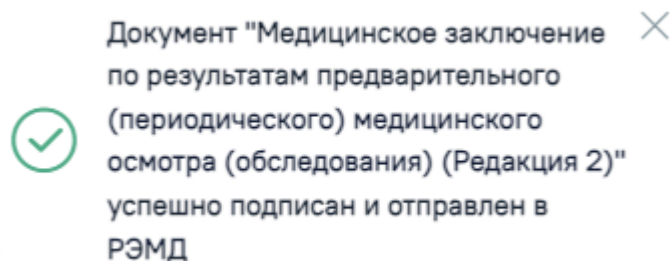 Документ "Медицинское заключение
по результатам предварительного
(периодического) медицинского
осмотра (обследования) (Редакция 2)"
успешно подписан и отправлен в
РЭМД